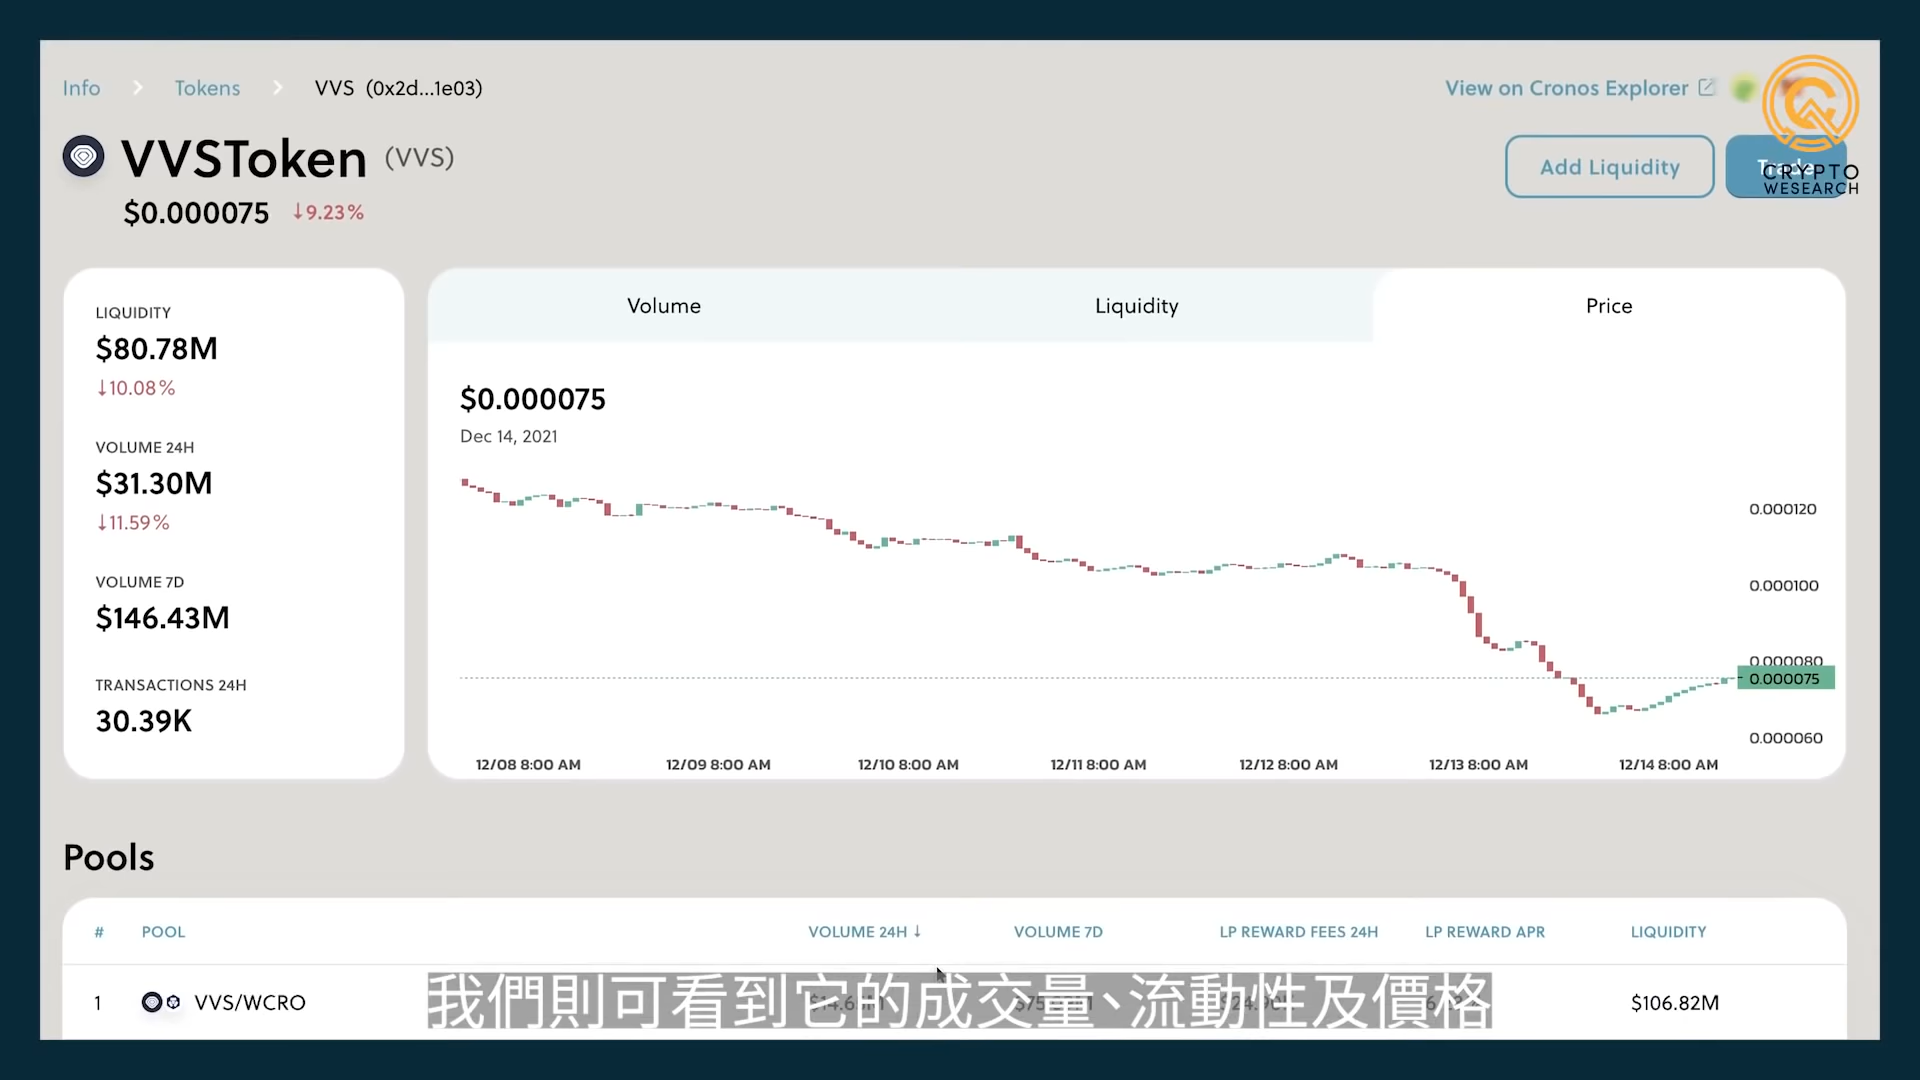 Info
Tokens
VVS (0x2d...1e03)
View on Cronos Explorer
VVSToken (VVS)
$0.000075 ↓9.23%
Add Liquidity
Trade
CRYPTO
WESEARCH
LIQUIDITY
$80.78M
↓10.08%
VOLUME 24H
$31.30M
↓11.59%
VOLUME 7D
$146.43M
TRANSACTIONS 24H
30.39K
Volume
Liquidity
Price
$0.000075
Dec 14, 2021
0.000120
0.000100
0.000080
0.000075
0.000060
12/08 8:00 AM
12/09 8:00 AM
12/10 8:00 AM
12/11 8:00 AM
12/12 8:00 AM
12/13 8:00 AM
12/14 8:00 AM
Pools
# POOL VOLUME 24H ↓ VOLUME 7D LP REWARD FEES 24H LP REWARD APR LIQUIDITY
1 VVS/WCRO $106.82M
我們則可看到它的成交量、流動性及價格